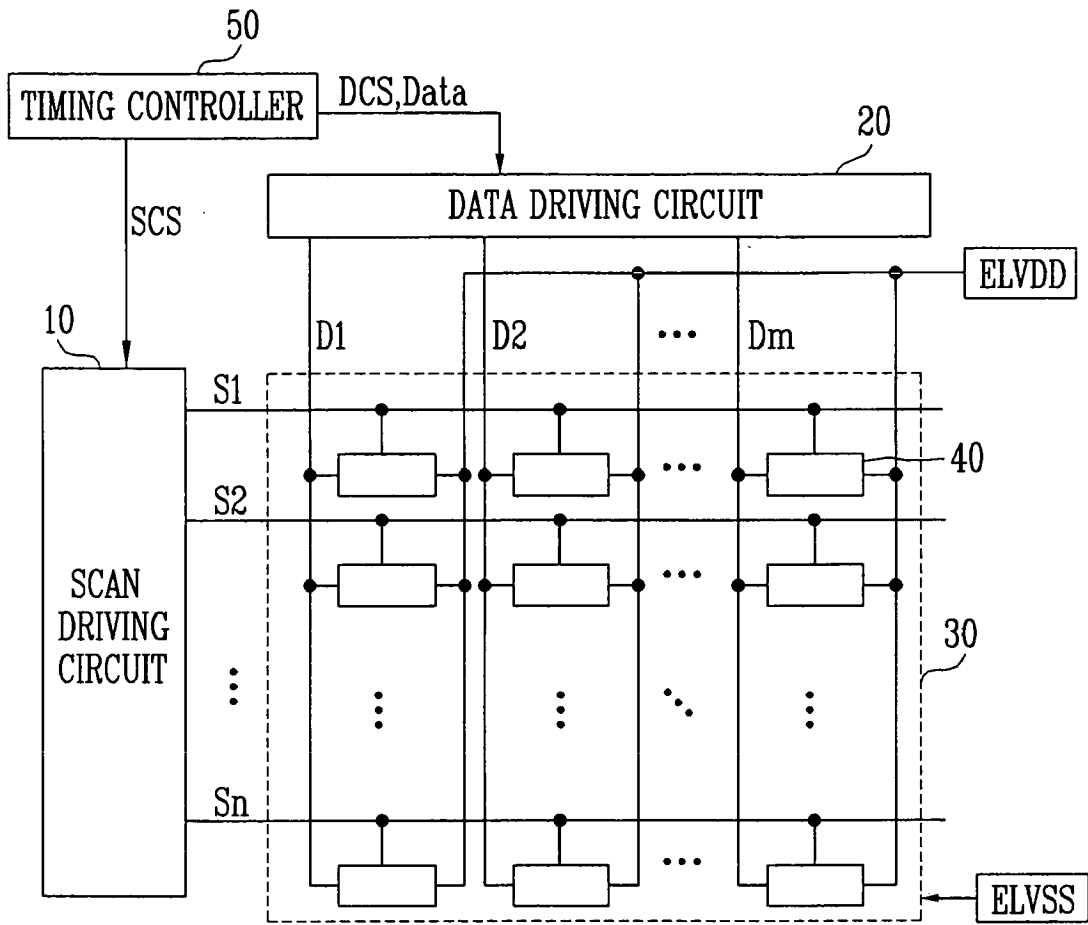 50
TIMING CONTROLLER
DCS,Data
20
DATA DRIVING CIRCUIT
SCS
ELVDD
10
D1
D2
Dm
S1
40
S2
SCAN
DRIVING
CIRCUIT
30
Sn
ELVSS